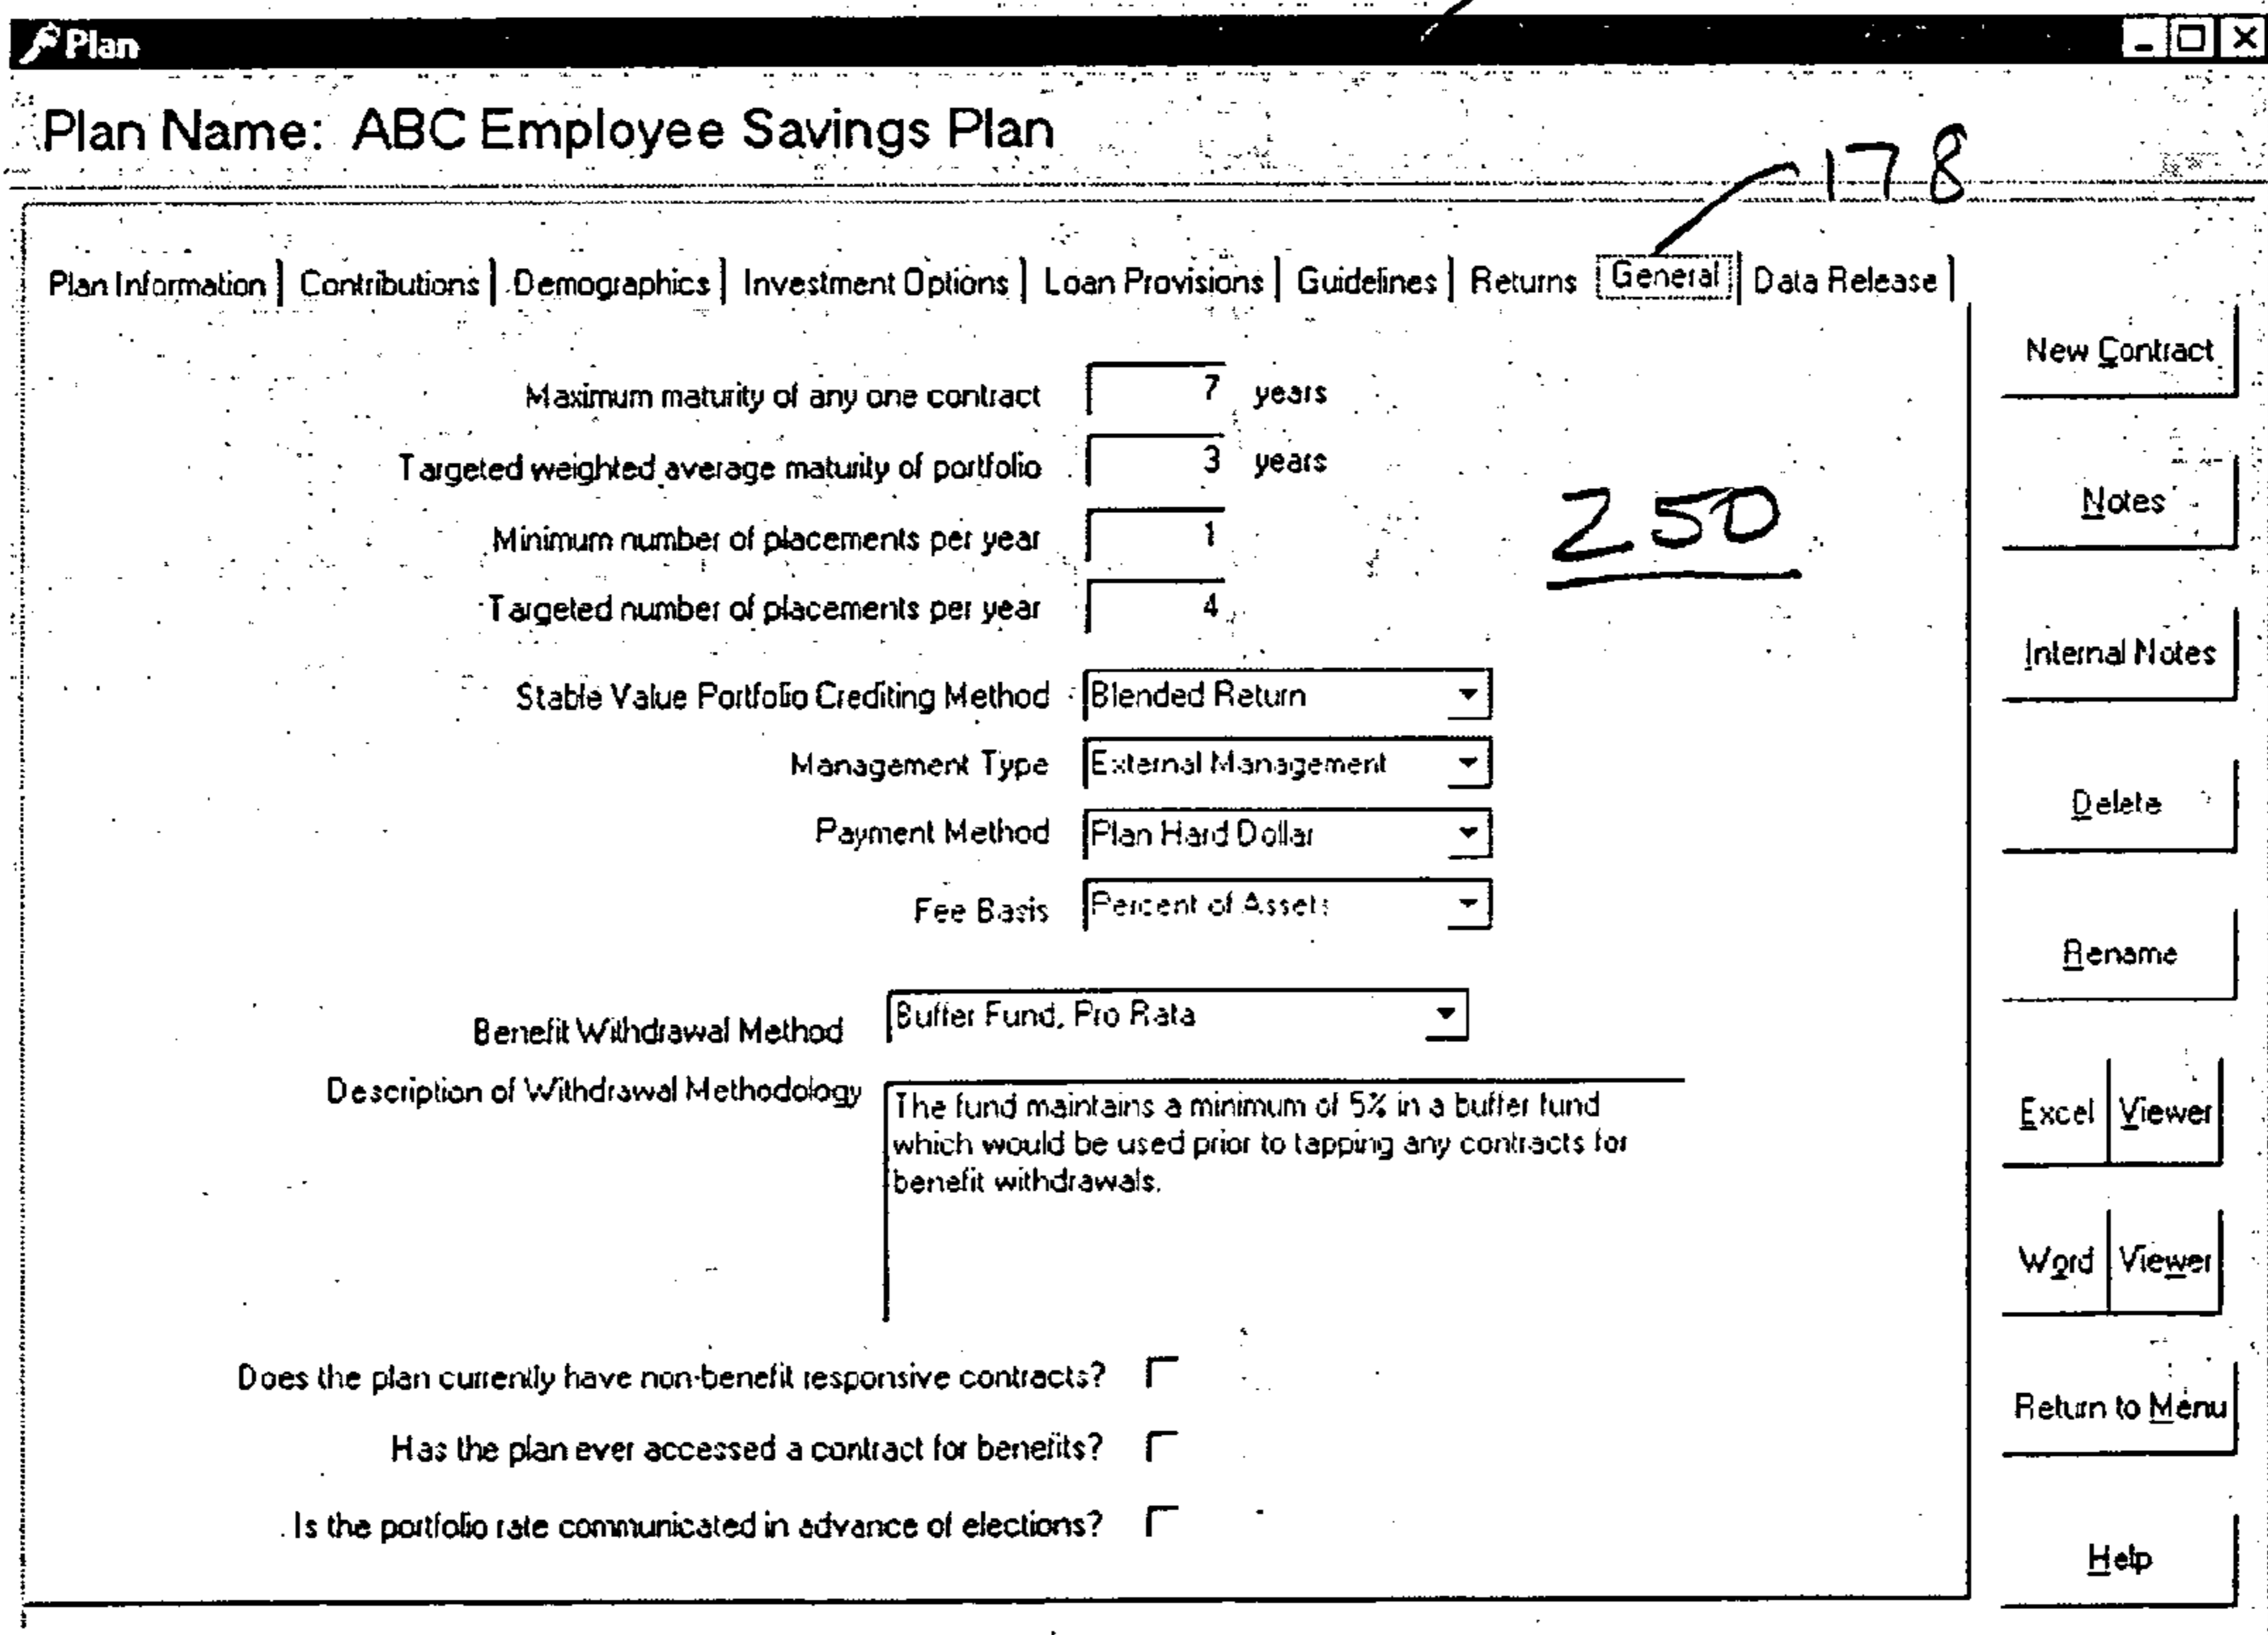 Plan
Plan Name: ABC Employee Savings Plan
178
Plan Information Contributions Demographics Investment Options Loan Provisions Guidelines Returns General Data Release
Maximum maturity of any one contract 7 years
Targeted weighted average maturity of portfolio 3 years
Minimum number of placements per year 1
250
Targeted number of placements per year 4
Stable Value Portfolio Crediting Method Blended Return
Management Type External Management
Payment Method Plan Hard Dollar
Fee Basis Percent of Assets
Benefit Withdrawal Method Buffer Fund, Pro Rata
Description of Withdrawal Methodology
The fund maintains a minimum of 5% in a buffer fund
which would be used prior to tapping any contracts for
benefit withdrawals.
Does the plan currently have non-benefit responsive contracts?
Has the plan ever accessed a contract for benefits?
Is the portfolio rate communicated in advance of elections?
New Contract
Notes
Internal Notes
Delete
Rename
Excel Viewer
Word Viewer
Return to Menu
Help